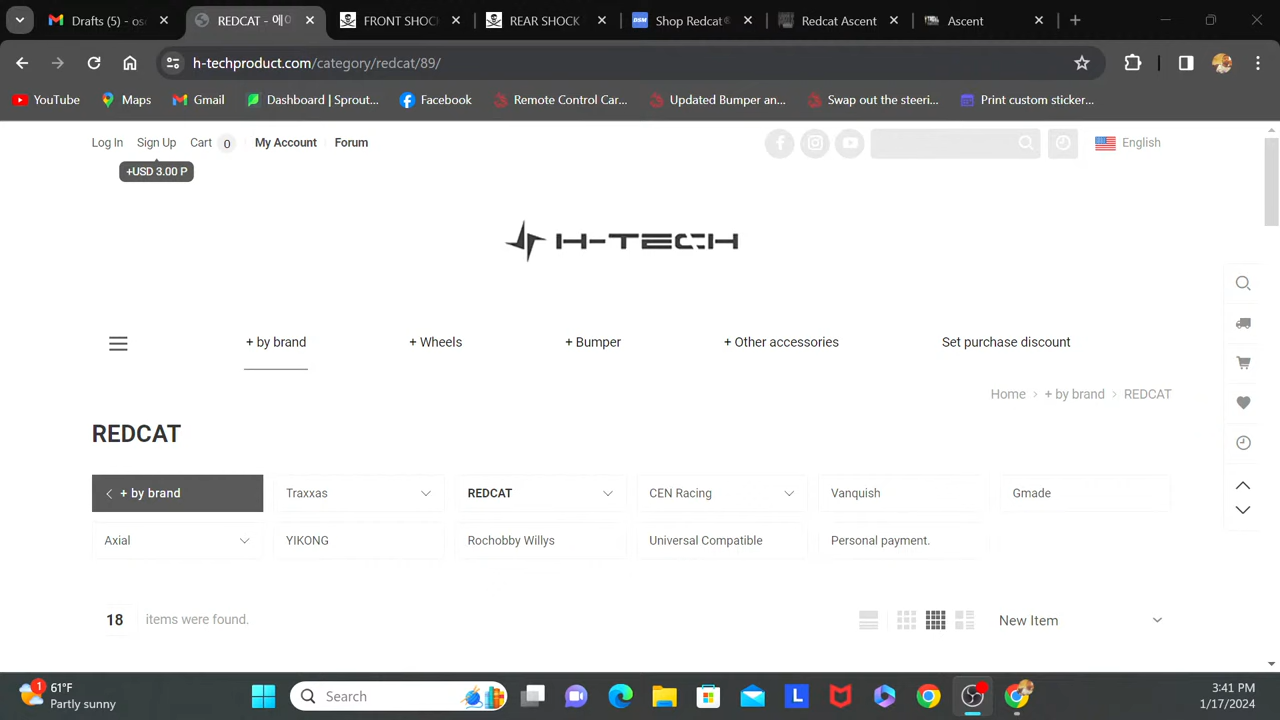 Drafts (5) - os
REDCAT - 에이
FRONT SHOC
REAR SHOCK
DSM Shop Redcat®
Redcat Ascent
Ascent
h-techproduct.com/category/redcat/89/
YouTube
Maps
Gmail
Dashboard | Sprout...
Facebook
Remote Control Car...
Updated Bumper an...
Swap out the steeri...
Print custom sticker...
Log In Sign Up Cart 0 My Account Forum
English
+USD 3.00 P
H-TECH
+ by brand
+ Wheels
+ Bumper
+ Other accessories
Set purchase discount
Home > + by brand > REDCAT
REDCAT
+ by brand
Traxxas
REDCAT
CEN Racing
Vanquish
Gmade
Axial
YIKONG
Rochobby Willys
Universal Compatible
Personal payment.
18 items were found.
New Item
1
61°F
Partly sunny
Search
L
3:41 PM
1/17/2024